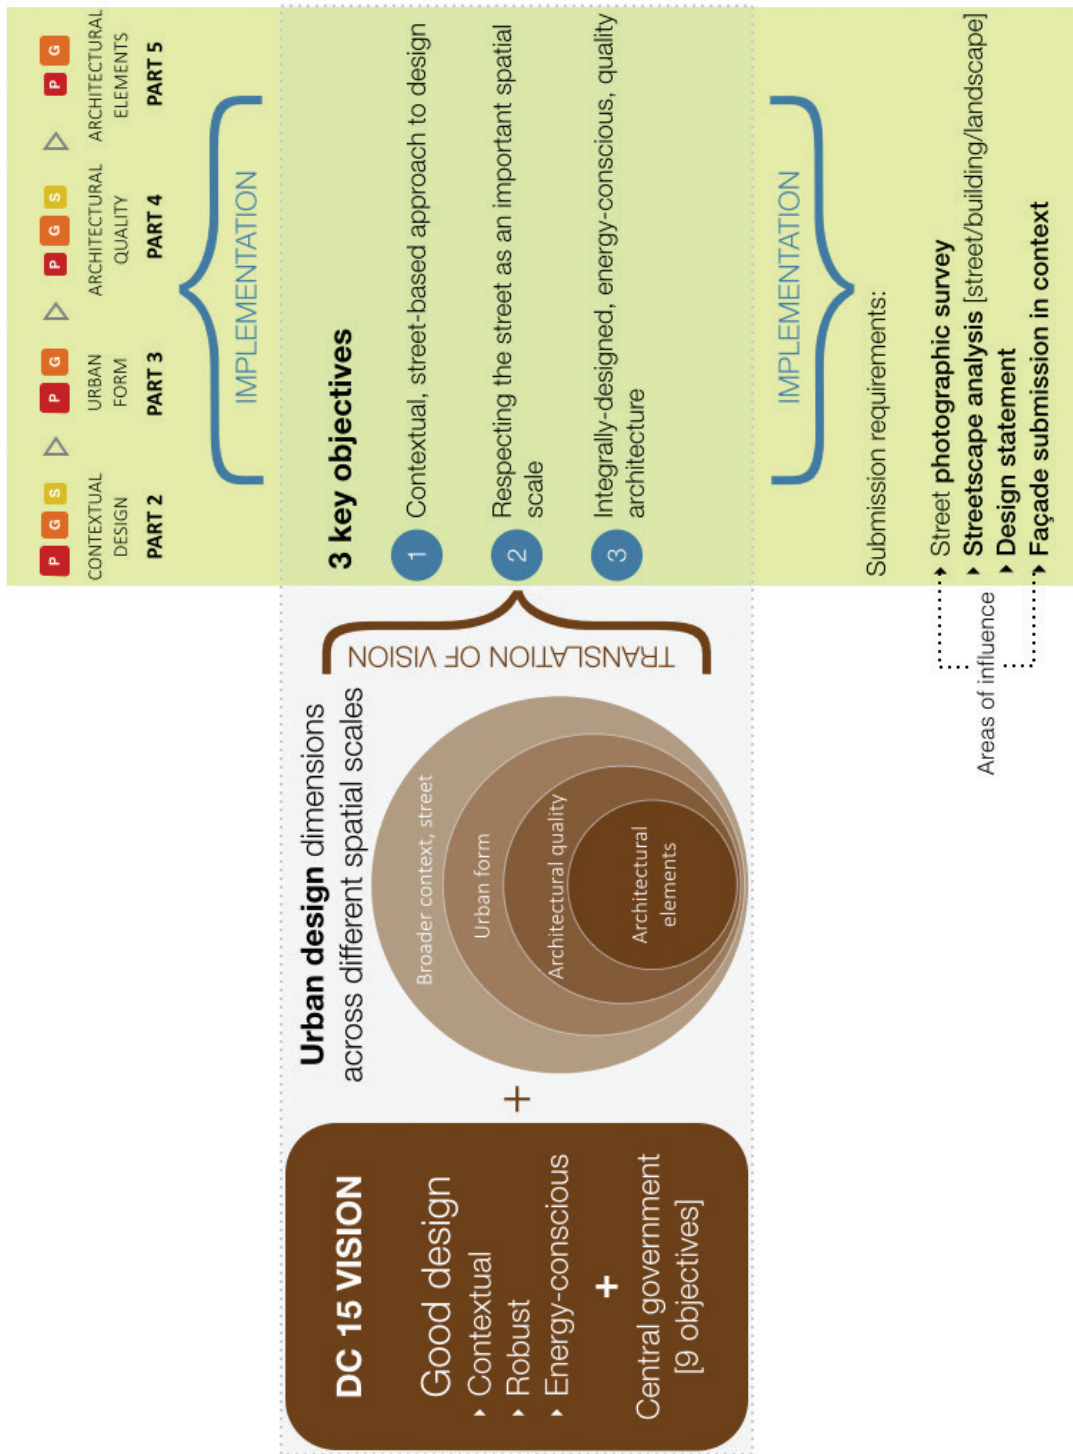 DC 15 VISION
Good design
▸ Contextual
▸ Robust
▸ Energy-conscious
+
Central government
[9 objectives]
+
Urban design dimensions
across different spatial scales
Broader context, street
Urban form
Architectural quality
Architectural
elements
TRANSLATION OF VISION
P G S
CONTEXTUAL
DESIGN
PART 2
P G
URBAN
FORM
PART 3
P G S
ARCHITECTURAL
QUALITY
PART 4
P G
ARCHITECTURAL
ELEMENTS
PART 5
IMPLEMENTATION
3 key objectives
1 Contextual, street-based approach to design
2 Respecting the street as an important spatial
scale
3 Integrally-designed, energy-conscious, quality
architecture
IMPLEMENTATION
Submission requirements:
Areas of influence
▸ Street photographic survey
▸ Streetscape analysis [street/building/landscape]
▸ Design statement
▸ Façade submission in context